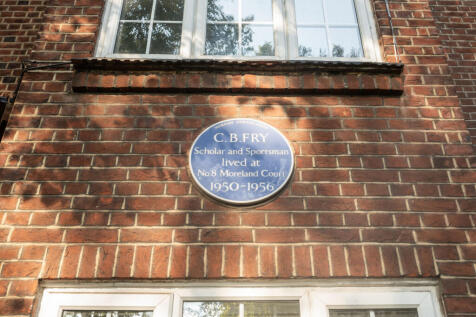 C. B. FRY
Scholar and Sportsman
lived at
No 8 Moreland Court
1950-1956